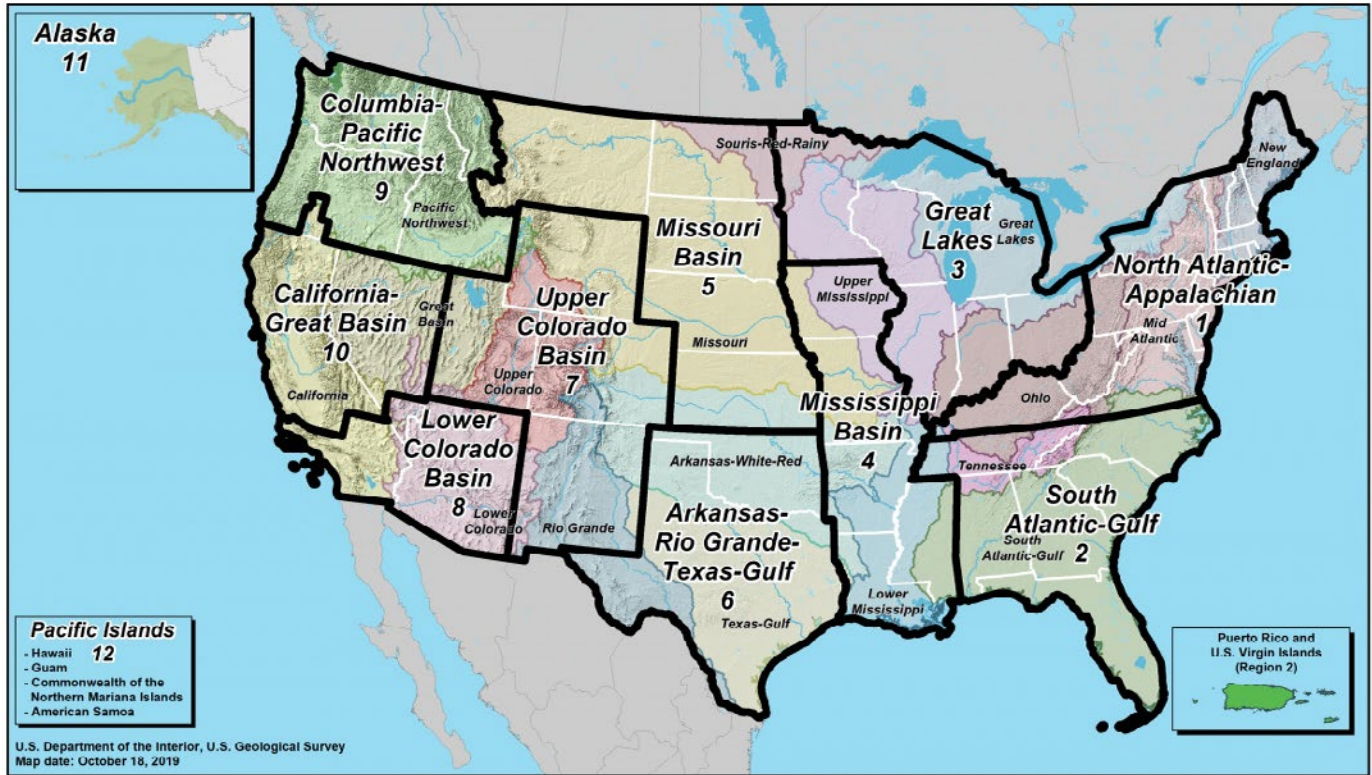 Alaska
11
Columbia-
Pacific
Northwest
9
Pacific
Northwest
Souris-Red-Rainy
New
England
Missouri
Basin
5
Great
Lakes
3
Great
Lakes
North Atlantic-
Appalachian
1
Mid
Atlantic
California-
Great Basin
10
Great
Basin
California
Upper
Colorado
Basin
7
Upper
Colorado
Missouri
Upper
Mississippi
Ohio
Lower
Colorado
Basin
8
Lower
Colorado
Rio Grande
Mississippi
Basin
4
Arkansas-White-Red
Tennessee
Arkansas-
Rio Grande-
Texas-Gulf
6
Texas-Gulf
Lower
Mississippi
South
Atlantic-Gulf
2
South
Atlantic-Gulf
Pacific Islands
12
- Hawaii
- Guam
- Commonwealth of the
Northern Mariana Islands
- American Samoa
Puerto Rico and
U.S. Virgin Islands
(Region 2)
U.S. Department of the Interior, U.S. Geological Survey
Map date: October 18, 2019